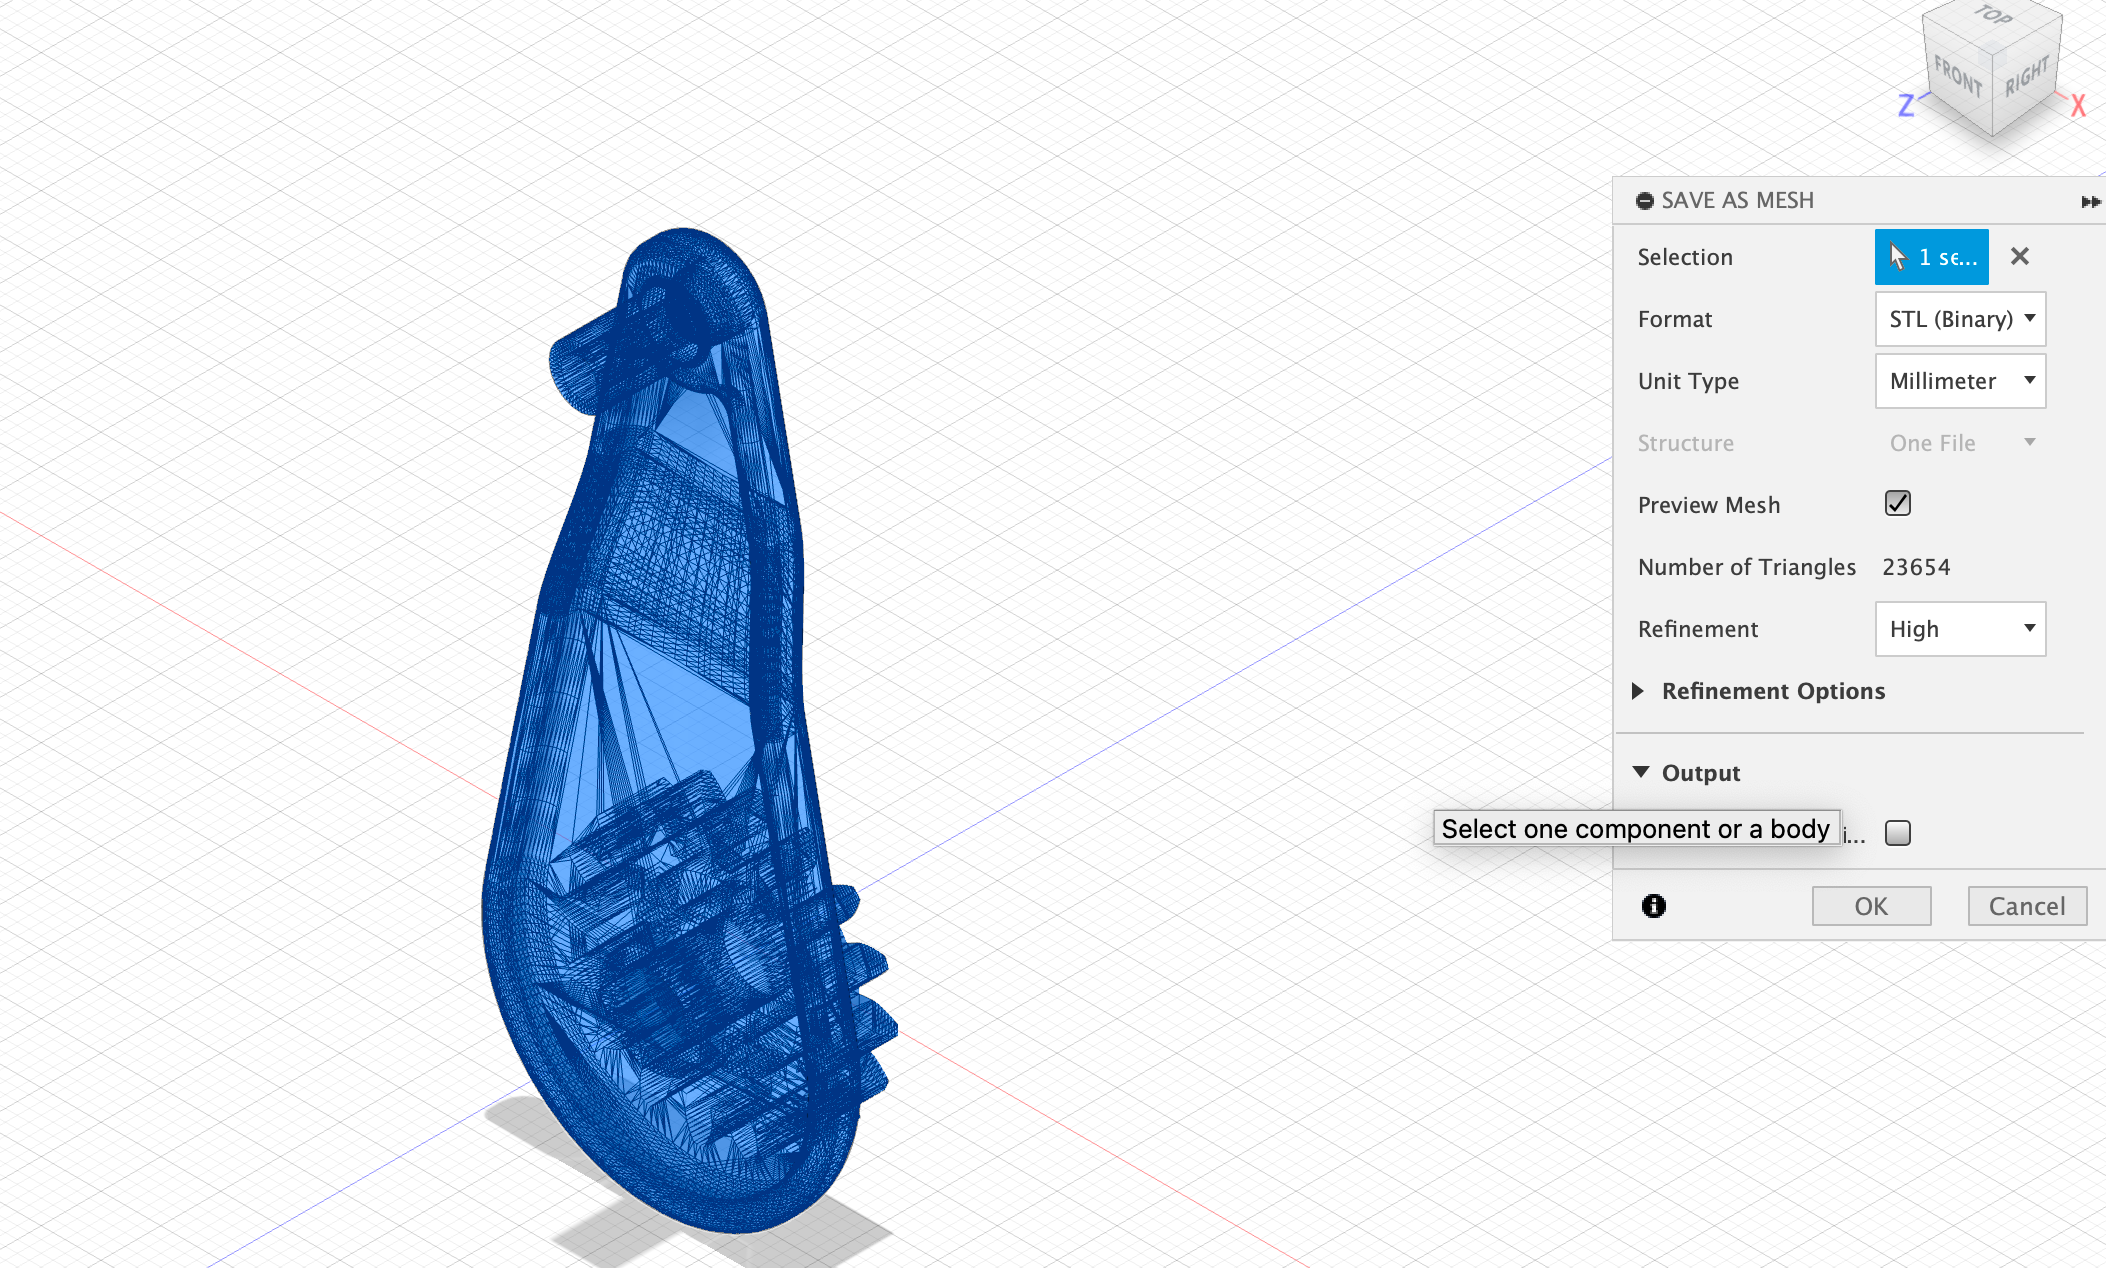 TOP
FRONT
RIGHT
Z
X
SAVE AS MESH
Selection 1 se...
Format STL (Binary)
Unit Type Millimeter
Structure One File
Preview Mesh
Number of Triangles 23654
Refinement High
Refinement Options
Output
Select one component or a body i...
OK Cancel